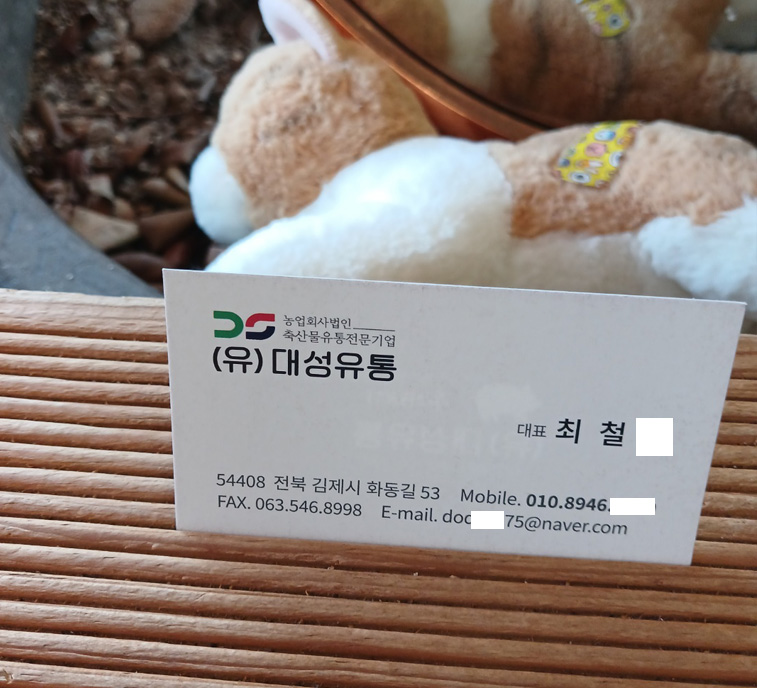 농업회사법인
축산물유통전문기업
(유) 대성유통
대표 최 철
54408 전북 김제시 화동길 53 Mobile. 010.8946.
FAX. 063.546.8998 E-mail. doc 75@naver.com